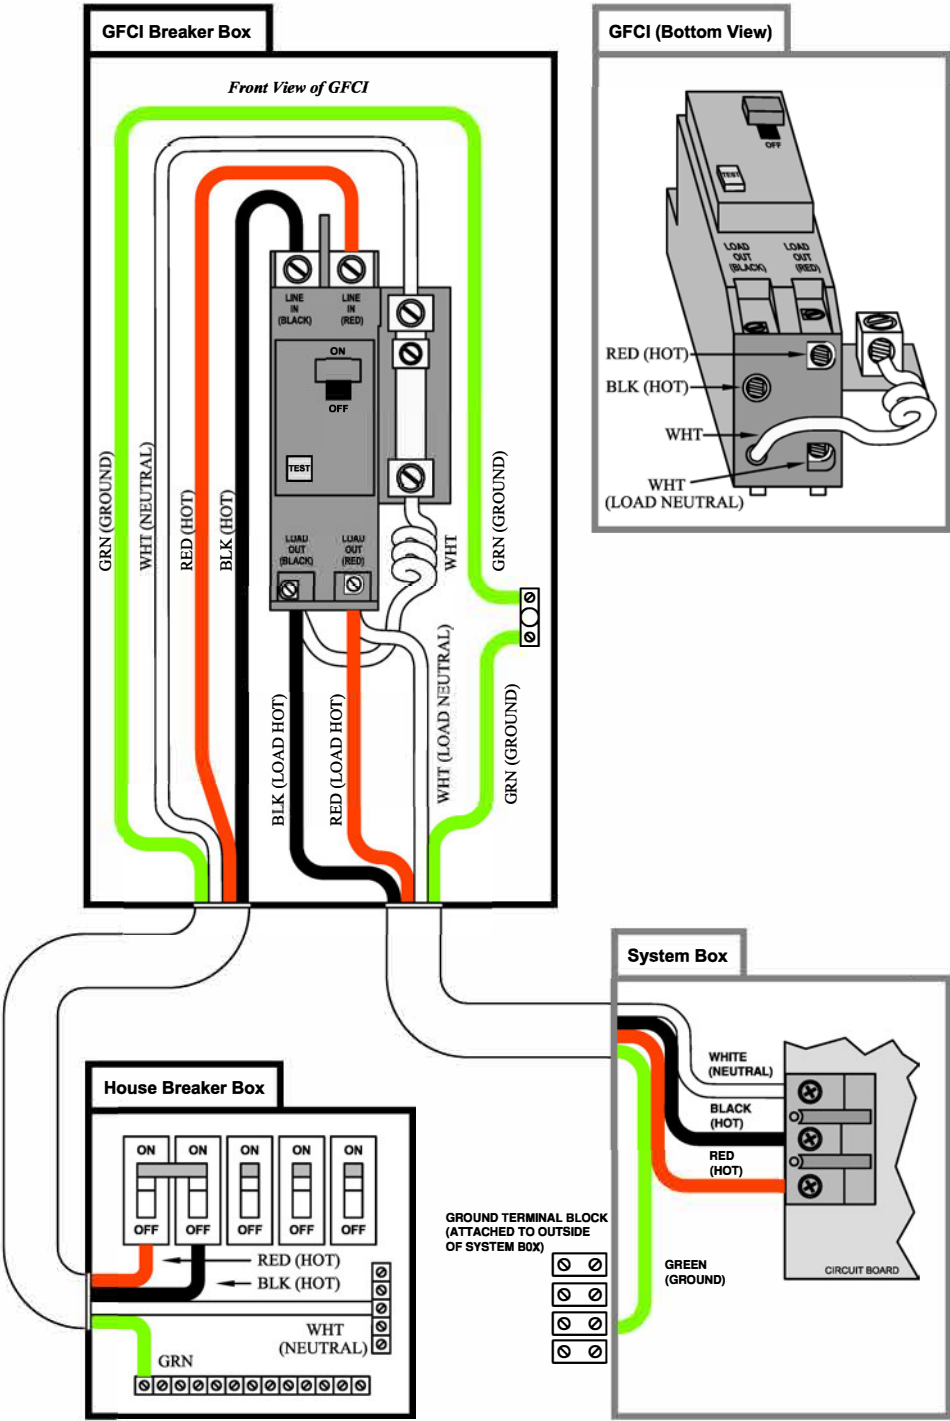 GFCI Breaker Box
Front View of GFCI
LINE
IN
(BLACK)
LINE
IN
(RED)
ON
OFF
TEST
LOAD
OUT
(BLACK)
LOAD
OUT
(RED)
GRN (GROUND)
WHT (NEUTRAL)
RED (HOT)
BLK (HOT)
WHT
GRN (GROUND)
BLK (LOAD HOT)
RED (LOAD HOT)
WHT (LOAD NEUTRAL)
GRN (GROUND)
GFCI (Bottom View)
OFF
TEST
LOAD
OUT
(BLACK)
LOAD
OUT
(RED)
RED (HOT)
BLK (HOT)
WHT
WHT
(LOAD NEUTRAL)
House Breaker Box
ON
ON
ON
ON
ON
OFF
OFF
OFF
OFF
OFF
RED (HOT)
BLK (HOT)
WHT
(NEUTRAL)
GRN
System Box
WHITE
(NEUTRAL)
BLACK
(HOT)
RED
(HOT)
GROUND TERMINAL BLOCK
(ATTACHED TO OUTSIDE
OF SYSTEM BOX)
GREEN
(GROUND)
CIRCUIT BOARD